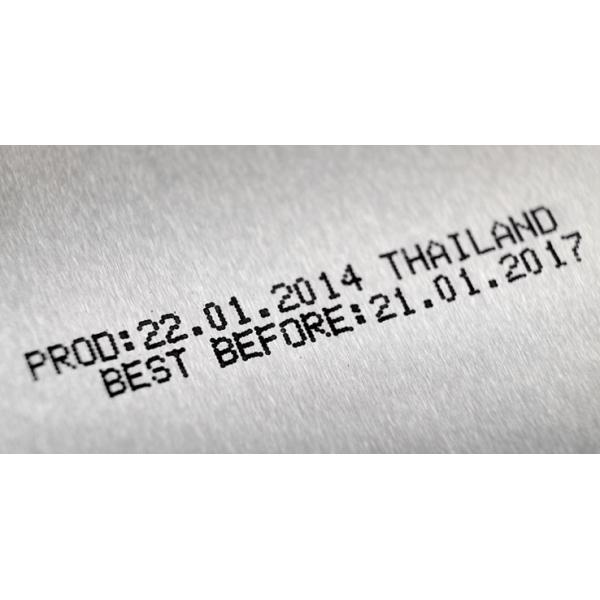 PROD:22.01.2014 THAILAND
BEST BEFORE:21.01.2017